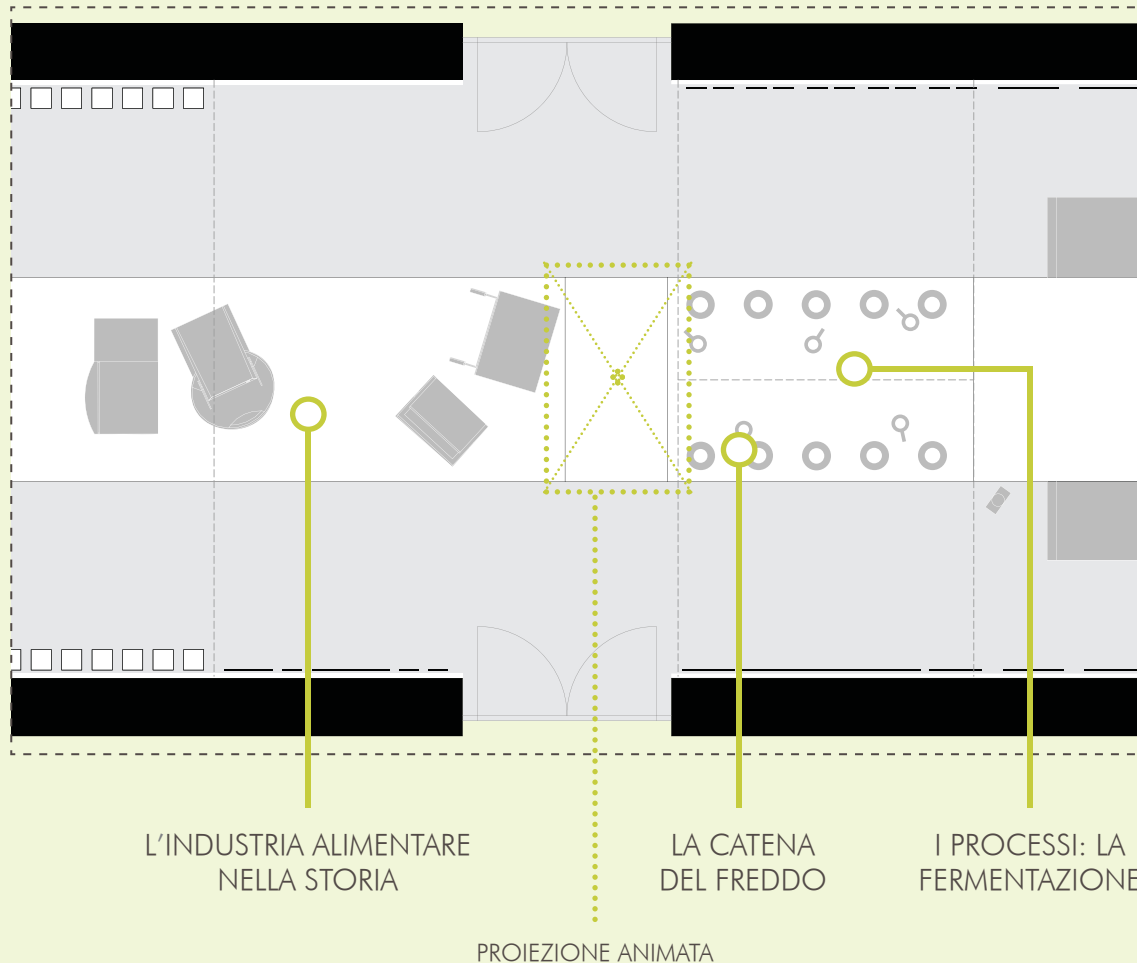 L'INDUSTRIA ALIMENTARE
NELLA STORIA
LA CATENA
DEL FREDDO
I PROCESSI: LA
FERMENTAZIONE
PROIEZIONE ANIMATA